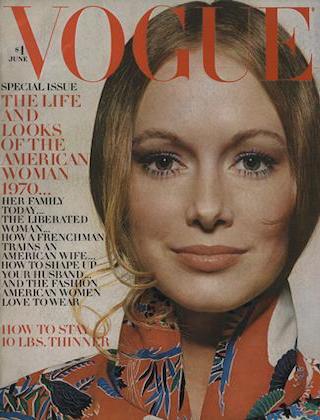 VOGUE
$1
JUNE
SPECIAL ISSUE
THE LIFE
AND
LOOKS
OF THE
AMERICAN
WOMAN
1970...
HER FAMILY
TODAY...
THE LIBERATED
WOMAN...
HOW A FRENCHMAN
TRAINS AN
AMERICAN WIFE...
HOW TO SHAPE UP
YOUR HUSBAND...
AND THE FASHION
AMERICAN WOMEN
LOVE TO WEAR
HOW TO STAY
10 LBS. THINNER